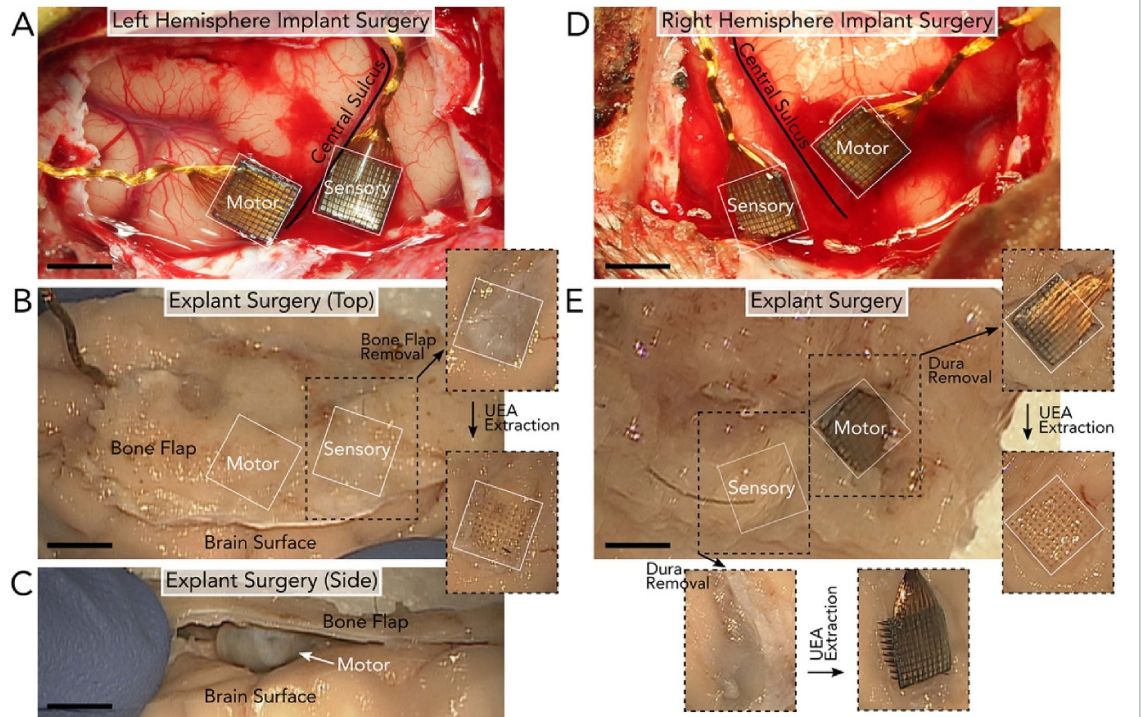 A
Left Hemisphere Implant Surgery
Central Sulcus
Motor
Sensory
B
Explant Surgery (Top)
Bone Flap
Removal
UEA
Extraction
Bone Flap
Motor
Sensory
Brain Surface
C
Explant Surgery (Side)
Bone Flap
Motor
Brain Surface
D
Right Hemisphere Implant Surgery
Central Sulcus
Motor
Sensory
E
Explant Surgery
Dura
Removal
UEA
Extraction
Motor
Sensory
Dura
Removal
UEA
Extraction